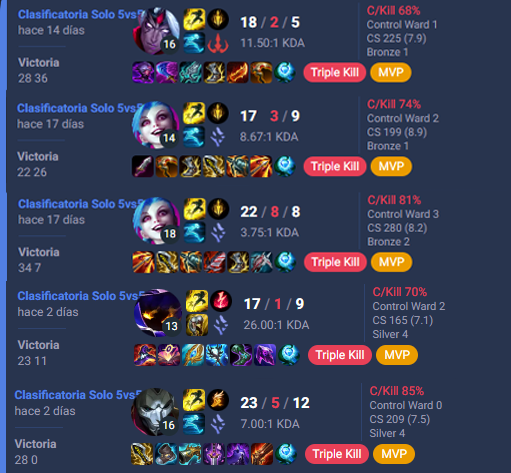 Clasificatoria Solo 5vs5
hace 14 días
Victoria
28 36
16
18 / 2 / 5
11.50:1 KDA
Triple Kill
MVP
C/Kill 68%
Control Ward 1
CS 225 (7.9)
Bronze 1
Clasificatoria Solo 5vs5
hace 17 días
Victoria
22 26
14
17 / 3 / 9
8.67:1 KDA
Triple Kill
MVP
C/Kill 74%
Control Ward 2
CS 199 (8.9)
Bronze 1
Clasificatoria Solo 5vs5
hace 17 días
Victoria
34 7
18
22 / 8 / 8
3.75:1 KDA
Triple Kill
MVP
C/Kill 81%
Control Ward 3
CS 280 (8.2)
Bronze 2
Clasificatoria Solo 5vs5
hace 2 días
Victoria
23 11
13
17 / 1 / 9
26.00:1 KDA
Triple Kill
MVP
C/Kill 70%
Control Ward 2
CS 165 (7.1)
Silver 4
Clasificatoria Solo 5vs5
hace 2 días
Victoria
28 0
16
23 / 5 / 12
7.00:1 KDA
Triple Kill
MVP
C/Kill 85%
Control Ward 0
CS 209 (7.5)
Silver 4